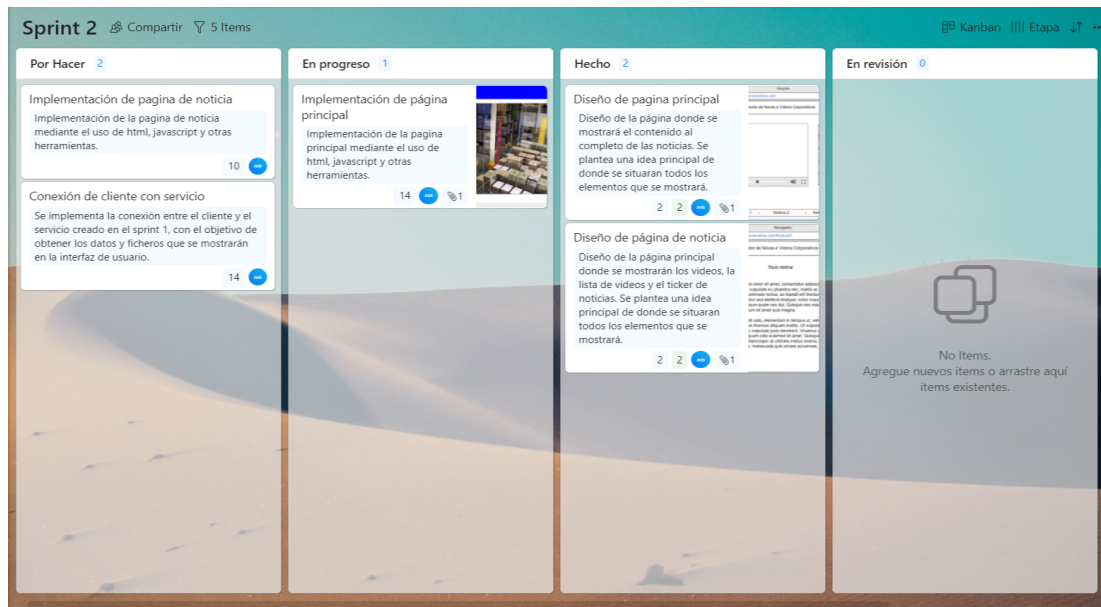 Sprint 2 Compartir 5 Items
Kanban Etapa
Por Hacer 2
Implementación de pagina de noticia
Implementación de la pagina de noticia
mediante el uso de html, javascript y otras
herramientas.
10
Conexión de cliente con servicio
Se implementa la conexión entre el cliente y el
servicio creado en el sprint 1, con el objetivo de
obtener los datos y ficheros que se mostrarán
en la interfaz de usuario.
14
En progreso 1
Implementación de página
principal
Implementación de la pagina
principal mediante el uso de
html, javascript y otras
herramientas.
14 1
Hecho 2
Diseño de pagina principal
Diseño de la página donde se
mostrará el contenido al
completo de las noticias. Se
plantea una idea principal de
donde se situaran todos los
elementos que se mostrará.
2 2 1
Diseño de página de noticia
Diseño de la página principal
donde se mostrarán los videos, la
lista de videos y el ticker de
noticias. Se plantea una idea
principal de donde se situaran
todos los elementos que se
mostrará.
2 2 1
En revisión 0
No Items.
Agregue nuevos items o arrastre aquí
items existentes.